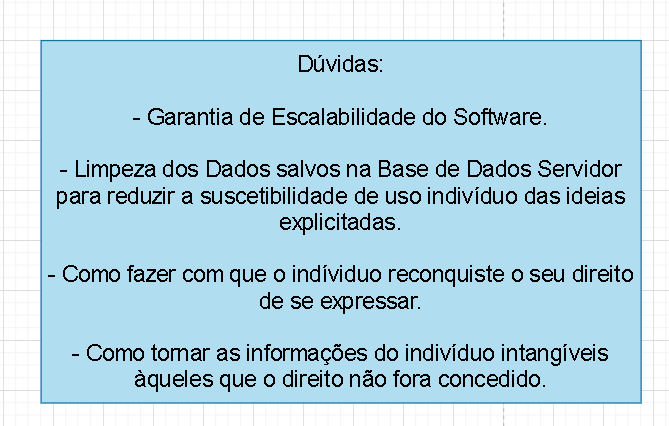 Dúvidas:
- Garantia de Escalabilidade do Software.
- Limpeza dos Dados salvos na Base de Dados Servidor
para reduzir a suscetibilidade de uso indivíduo das ideias
explicitadas.
- Como fazer com que o indíviduo reconquiste o seu direito
de se expressar.
- Como tornar as informações do indivíduo intangíveis
àqueles que o direito não fora concedido.